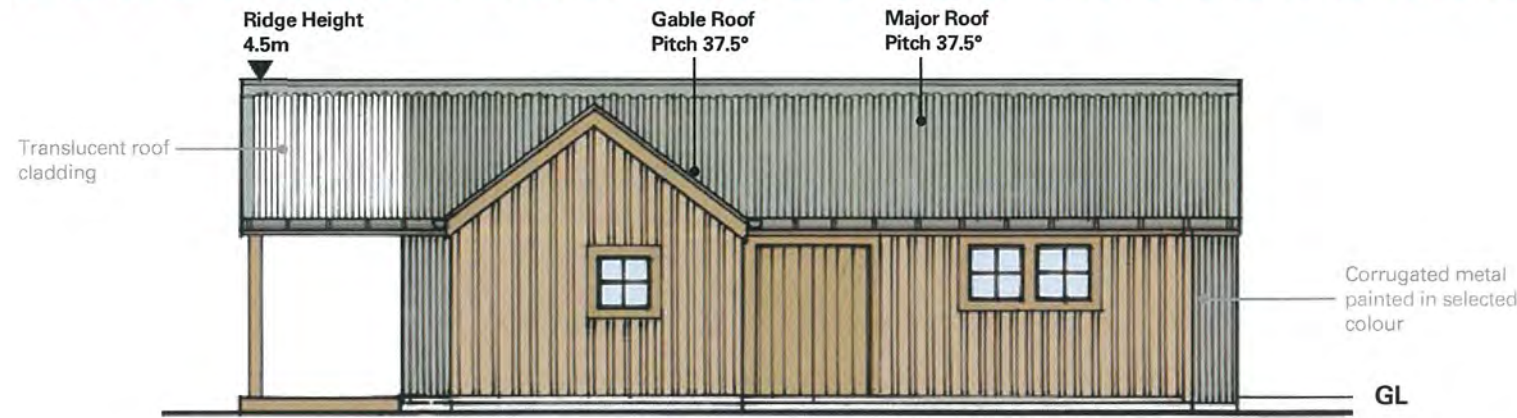 Ridge Height
4.5m
Gable Roof
Pitch 37.5°
Major Roof
Pitch 37.5°
Translucent roof
cladding
Corrugated metal
painted in selected
colour
GL